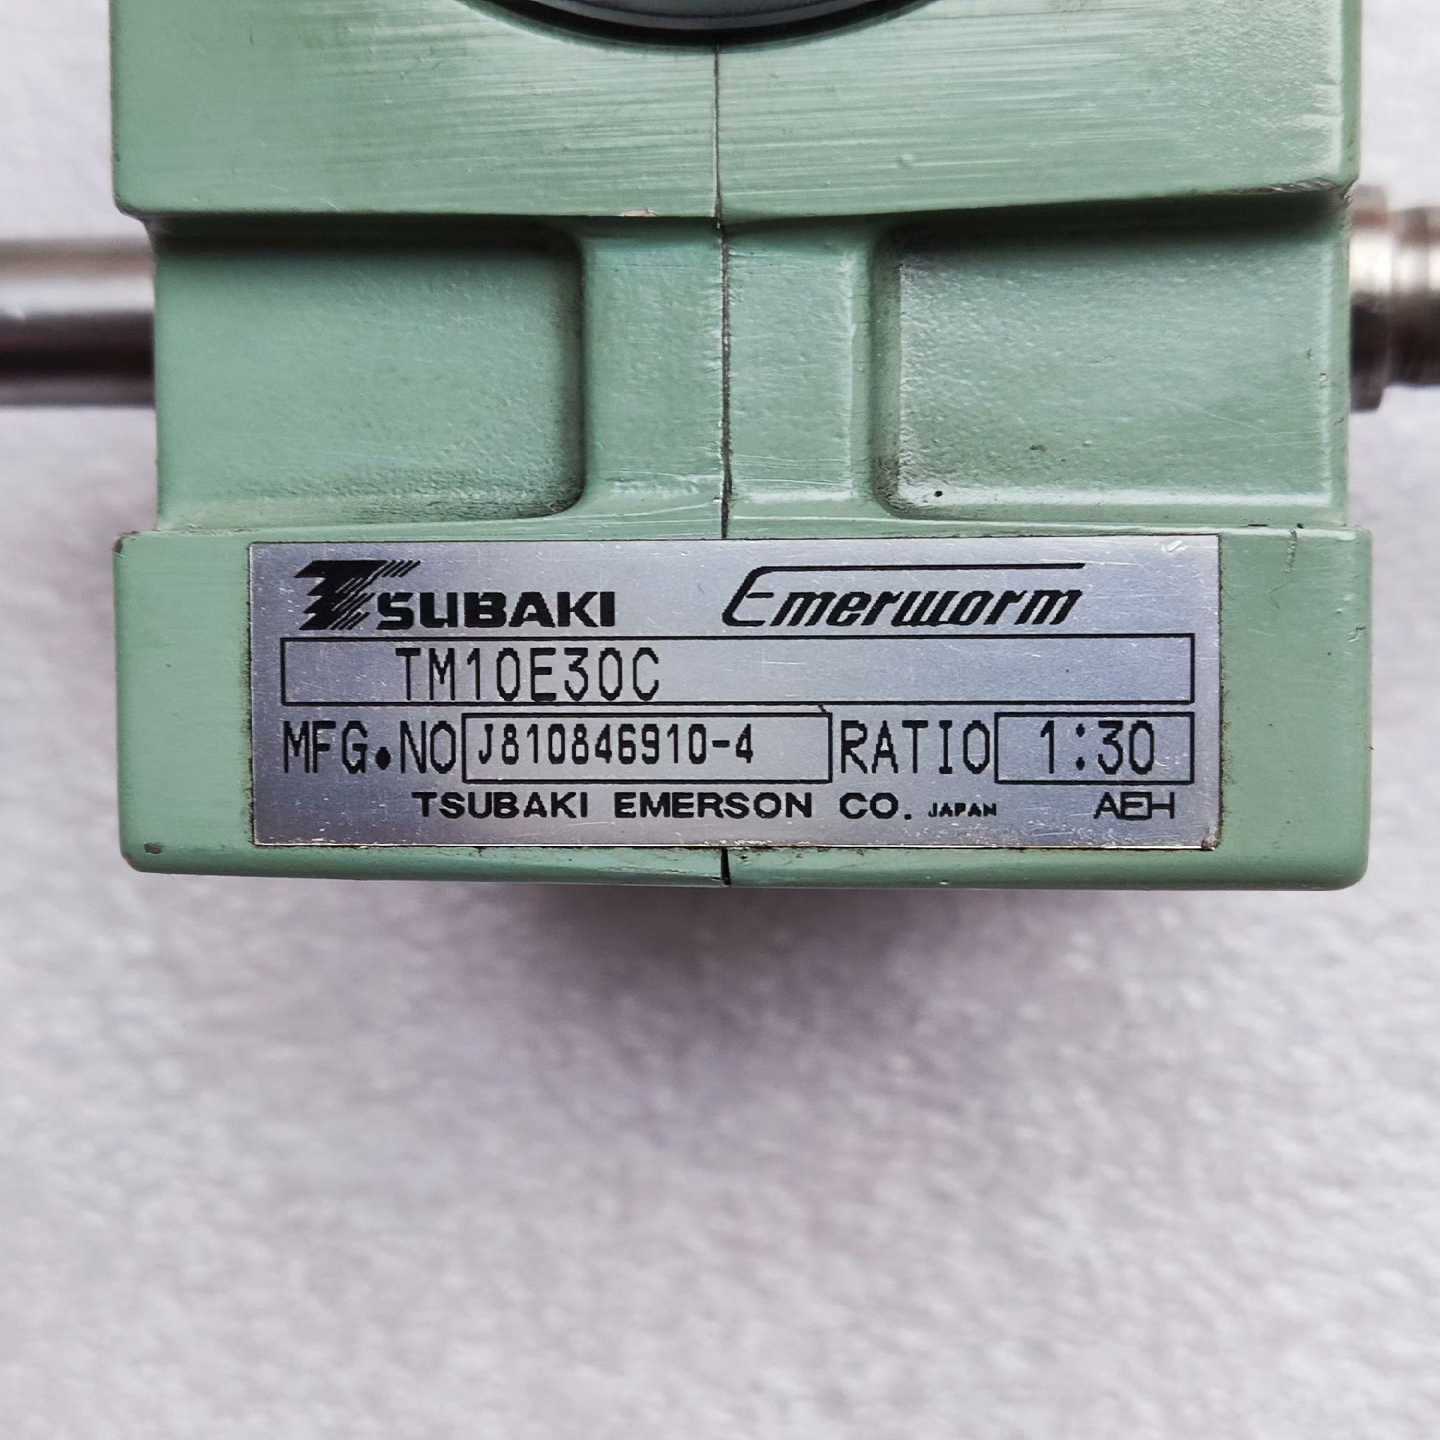 TSUBAKI Emerworm
TM10E30C
MFG.NO J810846910-4 RATIO 1:30
TSUBAKI EMERSON CO. JAPAN AEH